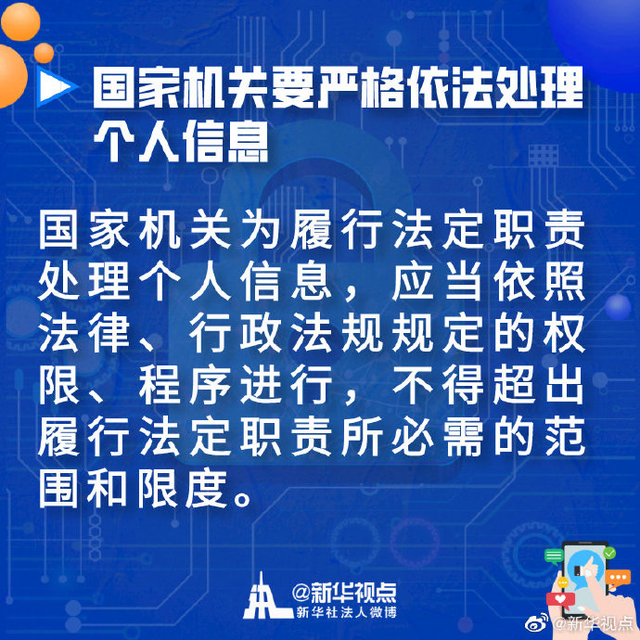 国家机关要严格依法处理
个人信息
国家机关为履行法定职责
处理个人信息，应当依照
法律、行政法规规定的权
限、程序进行，不得超出
履行法定职责所必需的范
围和限度。
@新华视点
新华社法人微博
@新华视点